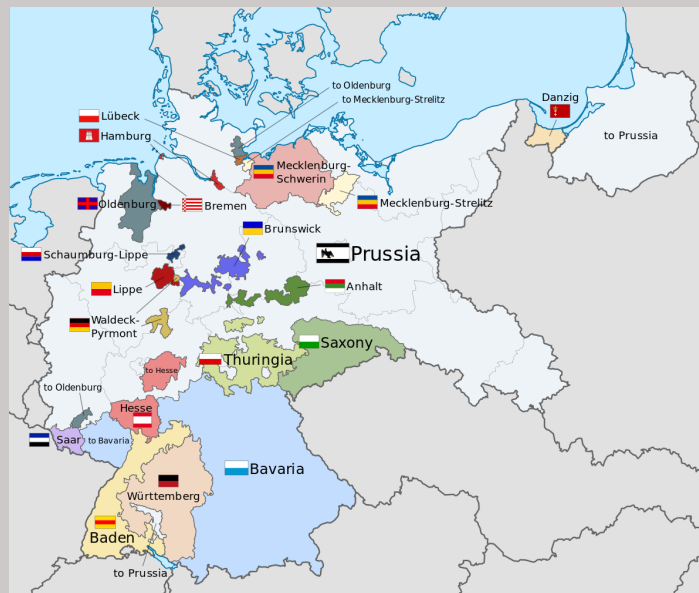 to Oldenburg
to Mecklenburg-Strelitz
Danzig
Lübeck
Hamburg
to Prussia
Mecklenburg-
Schwerin
Oldenburg
Bremen
Mecklenburg-Strelitz
Brunswick
Schaumburg-Lippe
Prussia
Lippe
Anhalt
Waldeck-
Pyrmont
Saxony
Thuringia
to Hesse
to Oldenburg
Hesse
Saar
to Bavaria
Bavaria
Württemberg
Baden
to Prussia